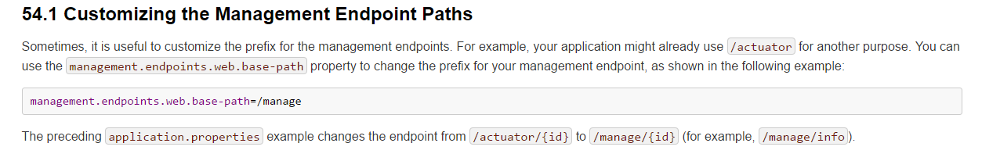 54.1 Customizing the Management Endpoint Paths
Sometimes, it is useful to customize the prefix for the management endpoints. For example, your application might already use /actuator for another purpose. You can
use the management.endpoints.web.base-path property to change the prefix for your management endpoint, as shown in the following example:
management.endpoints.web.base-path=/manage
The preceding application.properties example changes the endpoint from /actuator/{id} to /manage/{id} (for example, /manage/info).